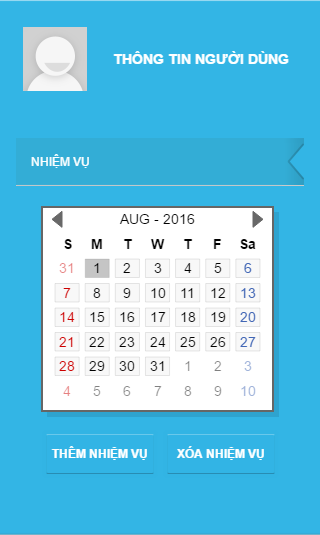 THÔNG TIN NGƯỜI DÙNG
NHIỆM VỤ
AUG - 2016
S M T W T F Sa
31 1 2 3 4 5 6
7 8 9 10 11 12 13
14 15 16 17 18 19 20
21 22 23 24 25 26 27
28 29 30 31 1 2 3
4 5 6 7 8 9 10
THÊM NHIỆM VỤ XÓA NHIỆM VỤ